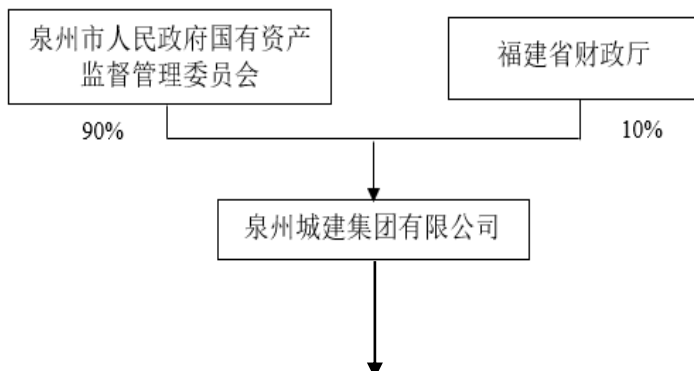 泉州市人民政府国有资产
监督管理委员会
福建省财政厅
90%
10%
泉州城建集团有限公司